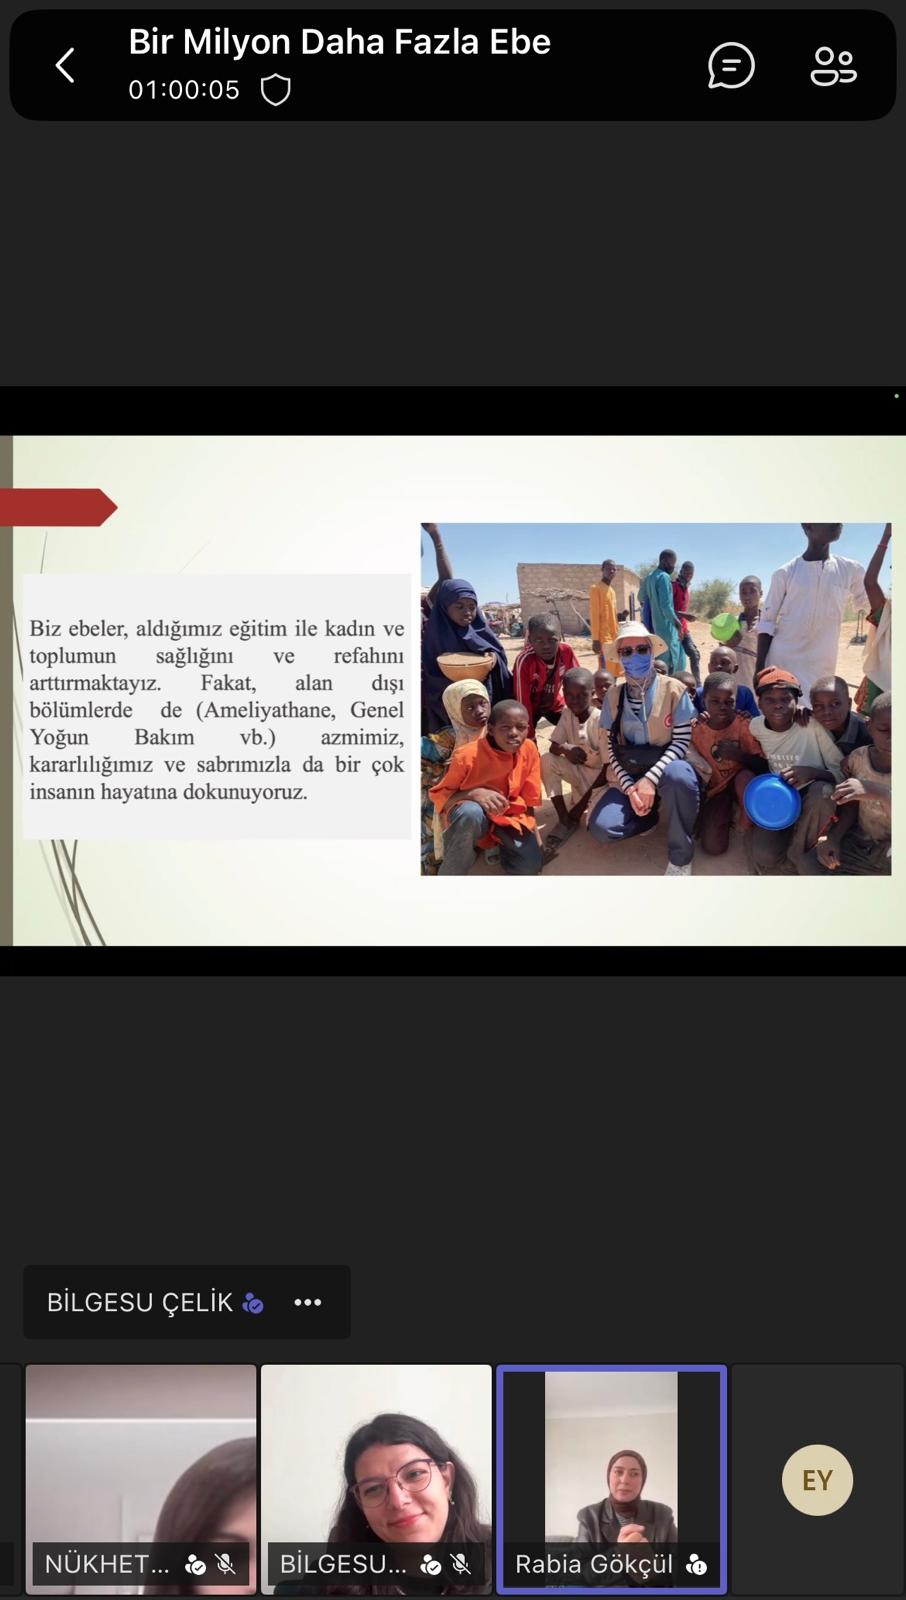 Bir Milyon Daha Fazla Ebe
01:00:05
Biz ebeler, aldığımız eğitim ile kadın ve
toplumun sağlığını ve refahını
arttırmaktayız. Fakat, alan dışı
bölümlerde de (Ameliyathane, Genel
Yoğun Bakım vb.) azmimiz,
kararlılığımız ve sabrımızla da bir çok
insanın hayatına dokunuyoruz.
BİLGESU ÇELİK
NÜKHET...
BİLGESU...
Rabia Gökçül
EY